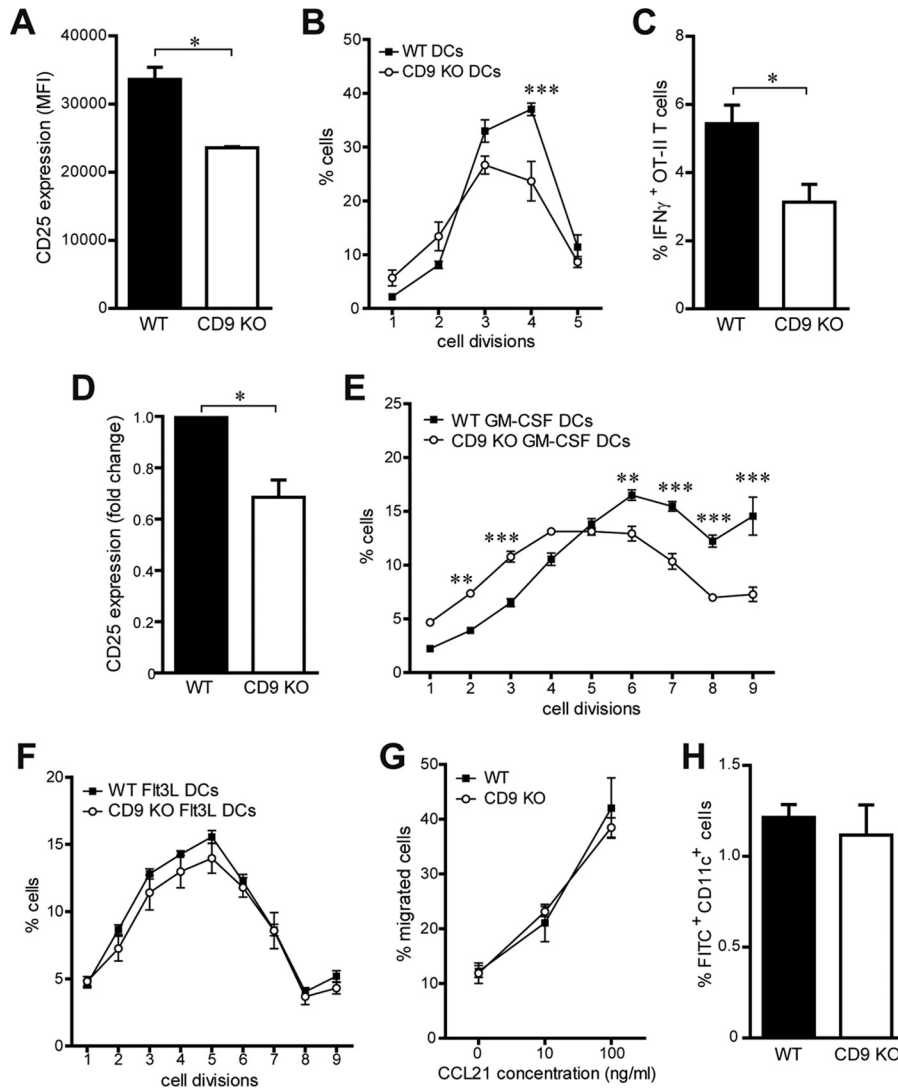 A
CD25 expression (MFI)
40000
30000
20000
10000
0
*
WT
CD9 KO
B
WT DCs
CD9 KO DCs
% cells
50
40
30
20
10
0
***
1 2 3 4 5
cell divisions
C
% IFNγ + OT-II T cells
8
6
4
2
0
*
WT
CD9 KO
D
CD25 expression (fold change)
1.0
0.8
0.6
0.4
0.2
0
*
WT
CD9 KO
E
WT GM-CSF DCs
CD9 KO GM-CSF DCs
% cells
25
20
15
10
5
0
** *** ** *** *** ***
1 2 3 4 5 6 7 8 9
cell divisions
F
WT Flt3L DCs
CD9 KO Flt3L DCs
% cells
20
15
10
5
0
1 2 3 4 5 6 7 8 9
cell divisions
G
WT
CD9 KO
% migrated cells
50
40
30
20
10
0
0 10 100
CCL21 concentration (ng/ml)
H
% FITC + CD11c + cells
1.5
1.0
0.5
0
WT
CD9 KO